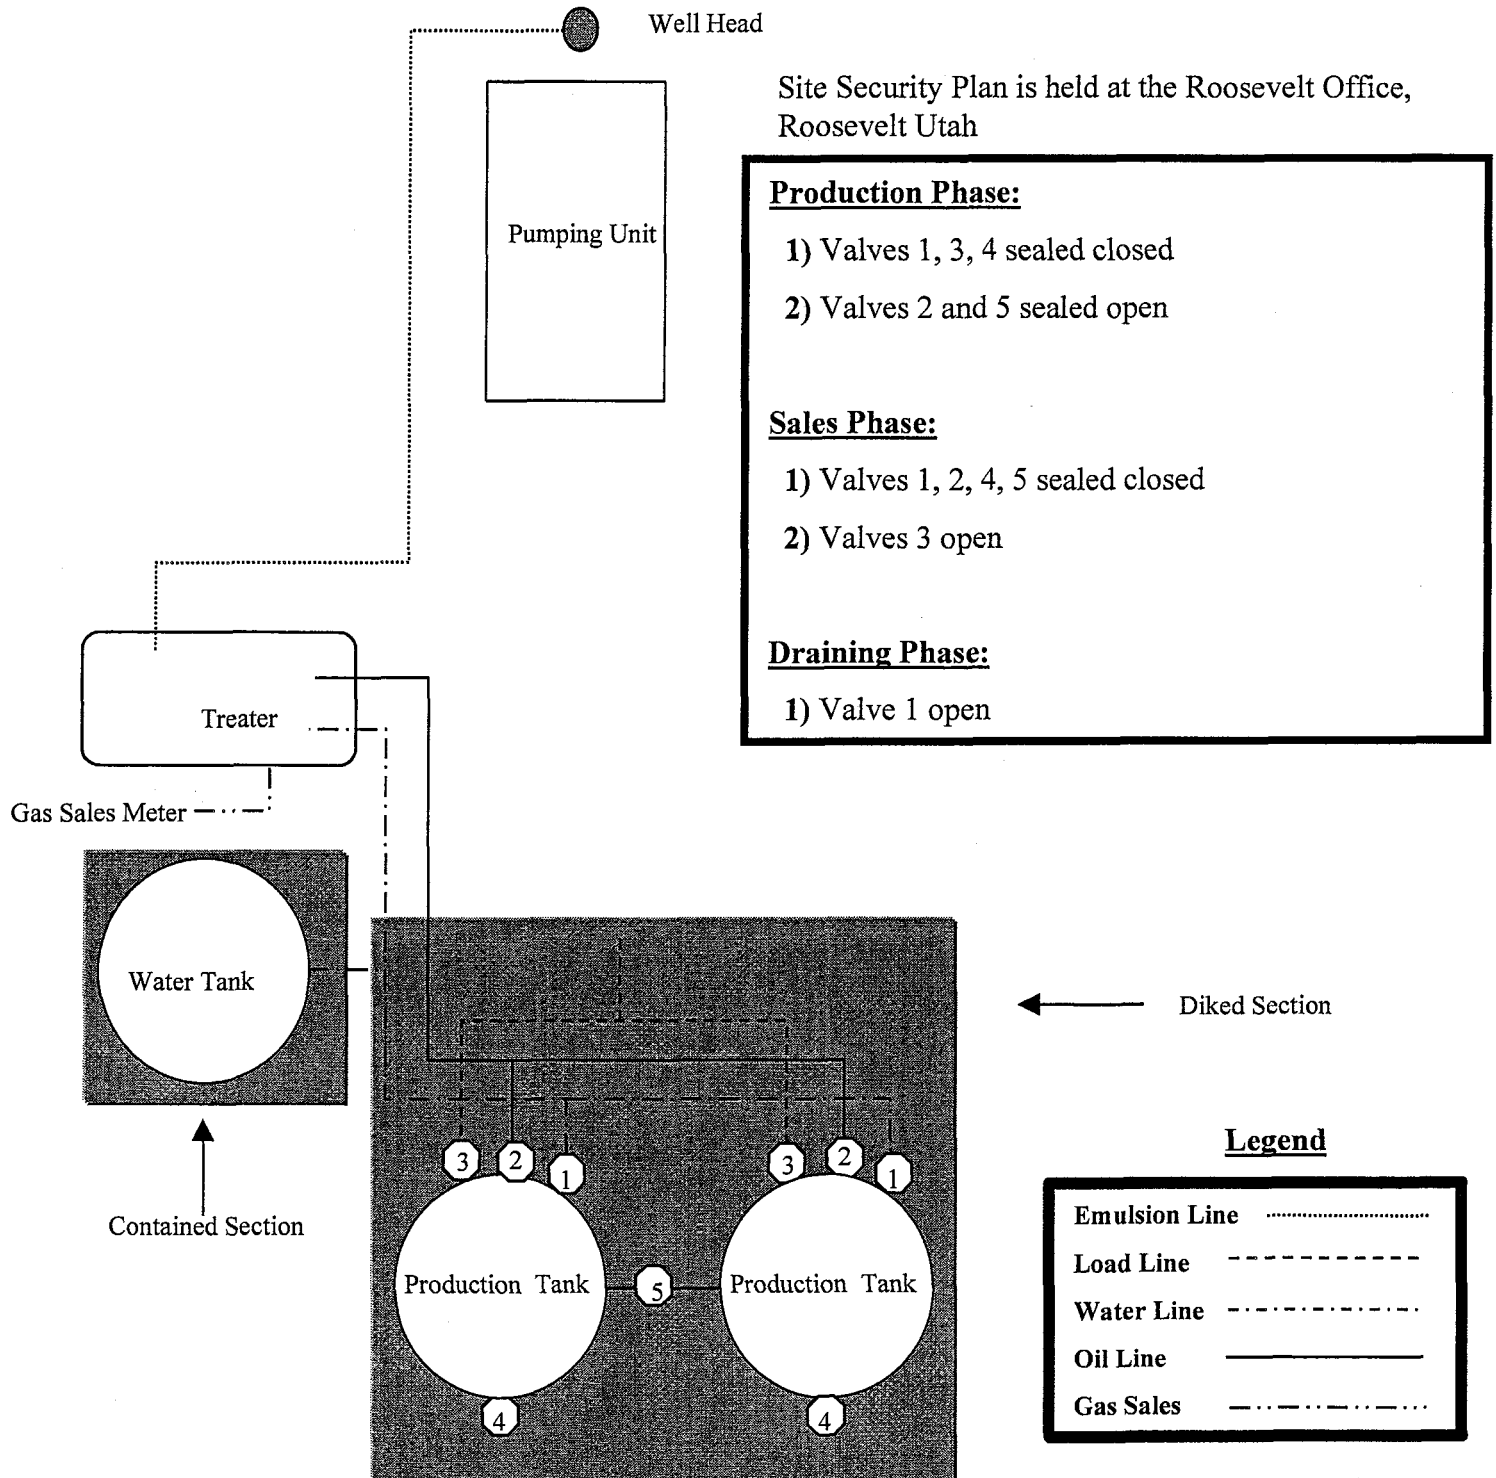 Well Head
Site Security Plan is held at the Roosevelt Office,
Roosevelt Utah
Pumping Unit
Production Phase:
1) Valves 1, 3, 4 sealed closed
2) Valves 2 and 5 sealed open
Sales Phase:
1) Valves 1, 2, 4, 5 sealed closed
2) Valves 3 open
Draining Phase:
1) Valve 1 open
Treater
Gas Sales Meter
Water Tank
Contained Section
Diked Section
3
2
1
3
2
1
Production Tank
5
Production Tank
4
4
Legend
Emulsion Line
Load Line
Water Line
Oil Line
Gas Sales